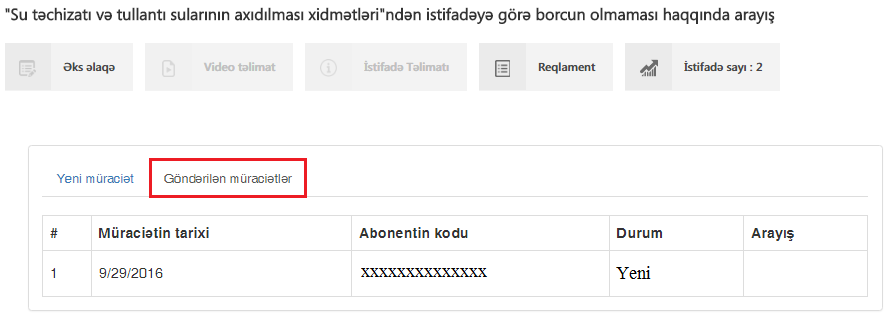 "Su təchizatı və tullantı sularının axıdılması xidmətləri"ndən istifadəyə görə borcun olmaması haqqında arayış
Əks əlaqə Video təlimat İstifadə Təlimatı Reqlament İstifadə sayı : 2
Yeni müraciət Göndərilən müraciətlər
# Müraciətin tarixi Abonentin kodu Durum Arayış
1 9/29/2016 XXXXXXXXXXXXXX Yeni